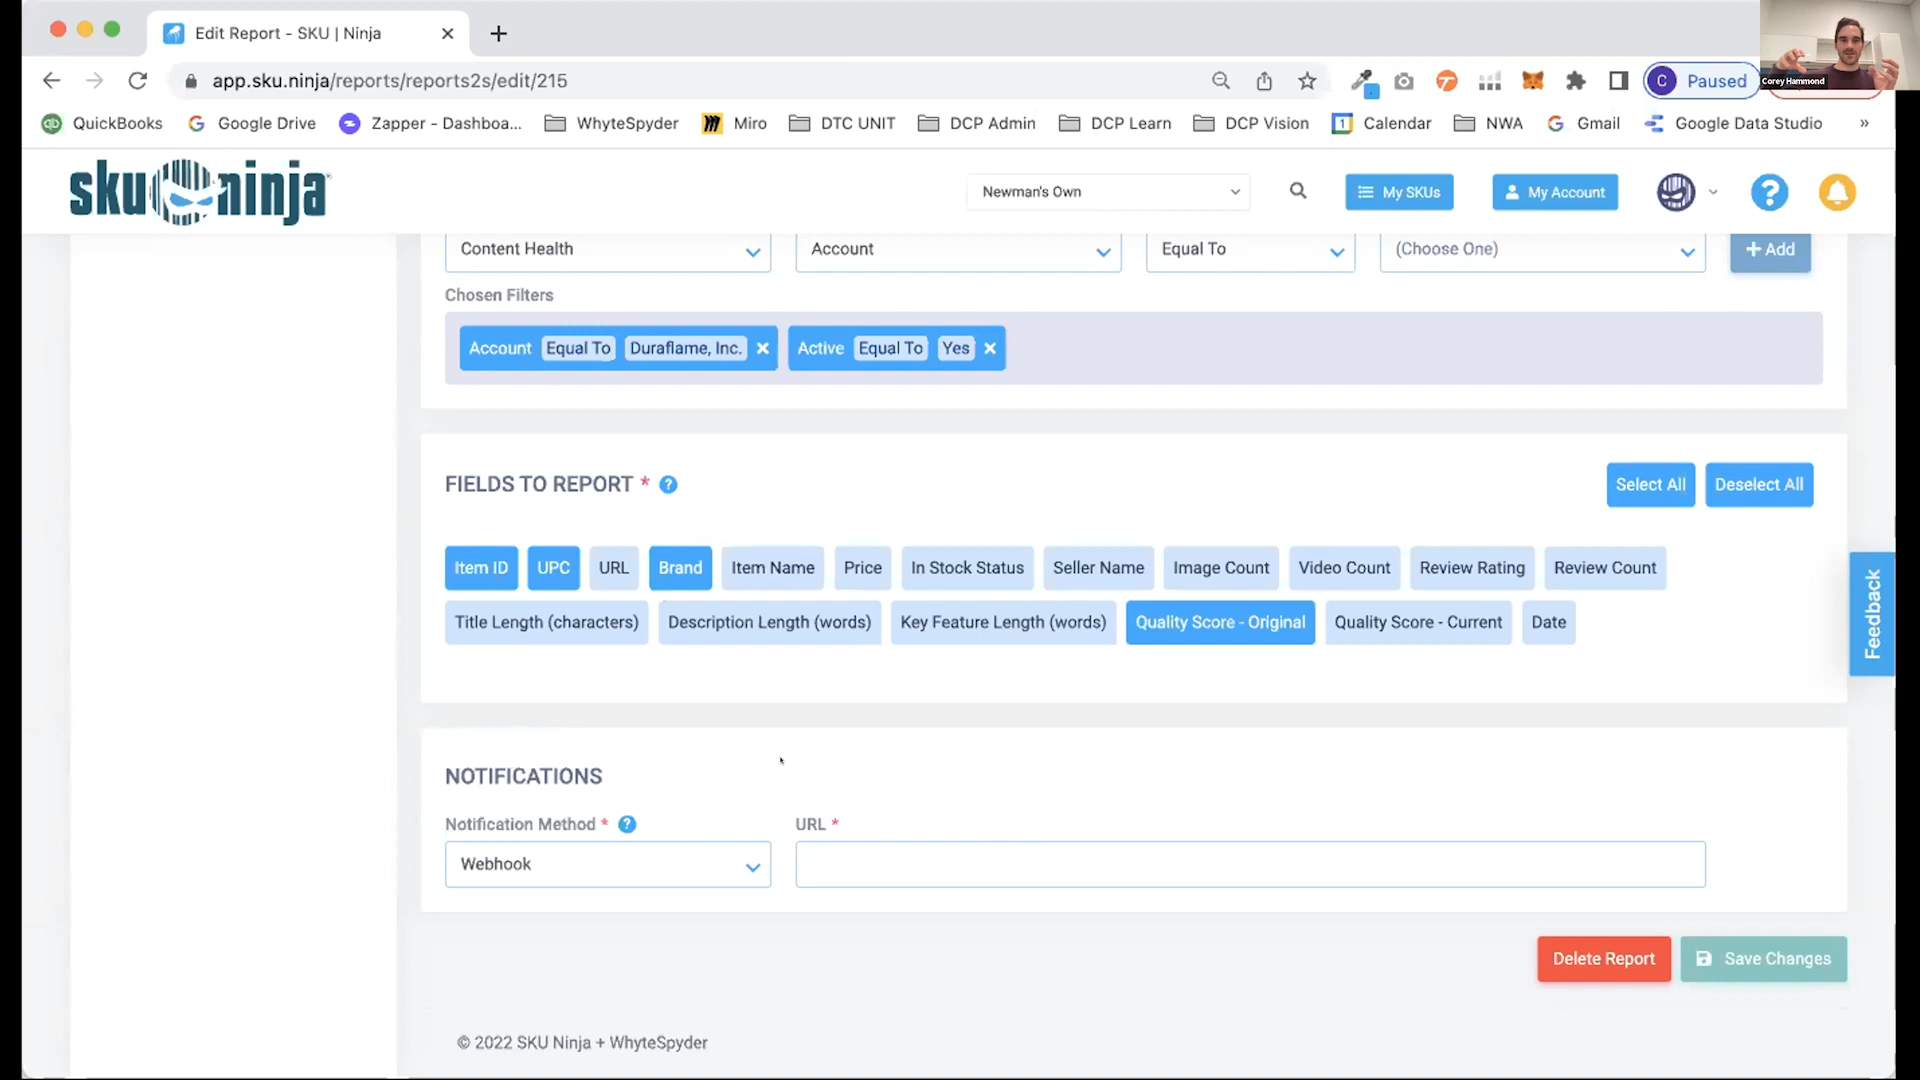 Edit Report - SKU | Ninja
app.sku.ninja/reports/reports2s/edit/215
C Paused
Corey Hammond
QuickBooks Google Drive Zapper - Dashboa... WhyteSpyder Miro DTC UNIT DCP Admin DCP Learn DCP Vision 1 Calendar NWA Gmail Google Data Studio »
sku ninja
Newman's Own
My SKUs
My Account
?
Content Health Account Equal To (Choose One) + Add
Chosen Filters
Account Equal To Duraflame, Inc. × Active Equal To Yes ×
FIELDS TO REPORT * ?
Select All Deselect All
Item ID UPC URL Brand Item Name Price In Stock Status Seller Name Image Count Video Count Review Rating Review Count
Title Length (characters) Description Length (words) Key Feature Length (words) Quality Score - Original Quality Score - Current Date
Feedback
NOTIFICATIONS
Notification Method * ? URL *
Webhook
Delete Report Save Changes
© 2022 SKU Ninja + WhyteSpyder